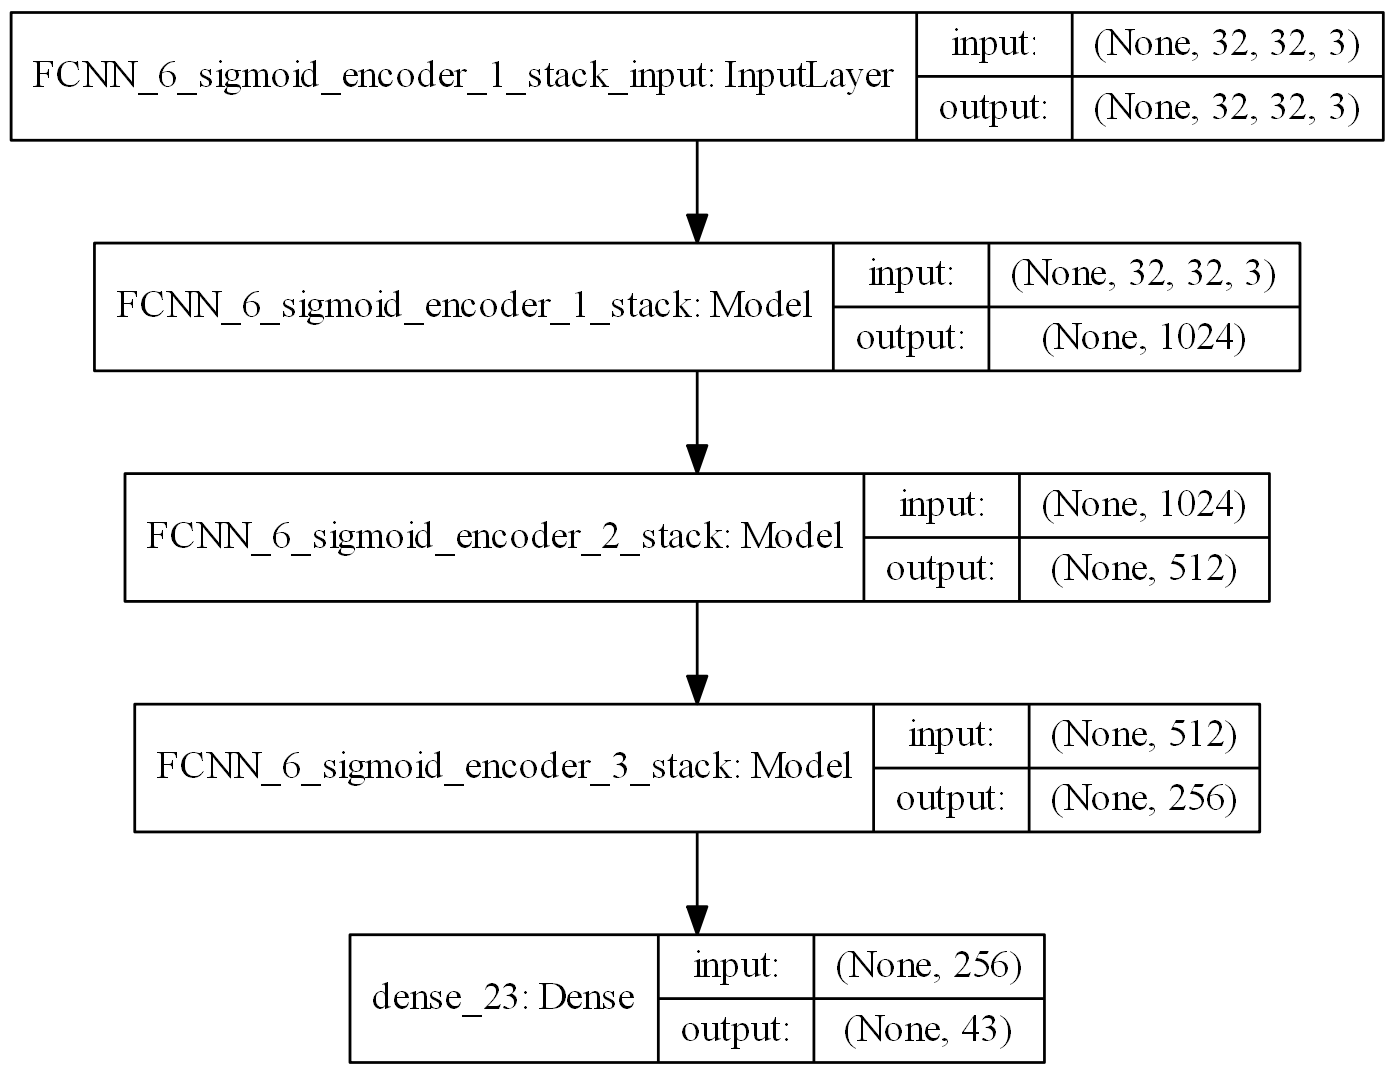 FCNN_6_sigmoid_encoder_1_stack_input: InputLayer
input:
(None, 32, 32, 3)
output:
(None, 32, 32, 3)
FCNN_6_sigmoid_encoder_1_stack: Model
input:
(None, 32, 32, 3)
output:
(None, 1024)
FCNN_6_sigmoid_encoder_2_stack: Model
input:
(None, 1024)
output:
(None, 512)
FCNN_6_sigmoid_encoder_3_stack: Model
input:
(None, 512)
output:
(None, 256)
dense_23: Dense
input:
(None, 256)
output:
(None, 43)